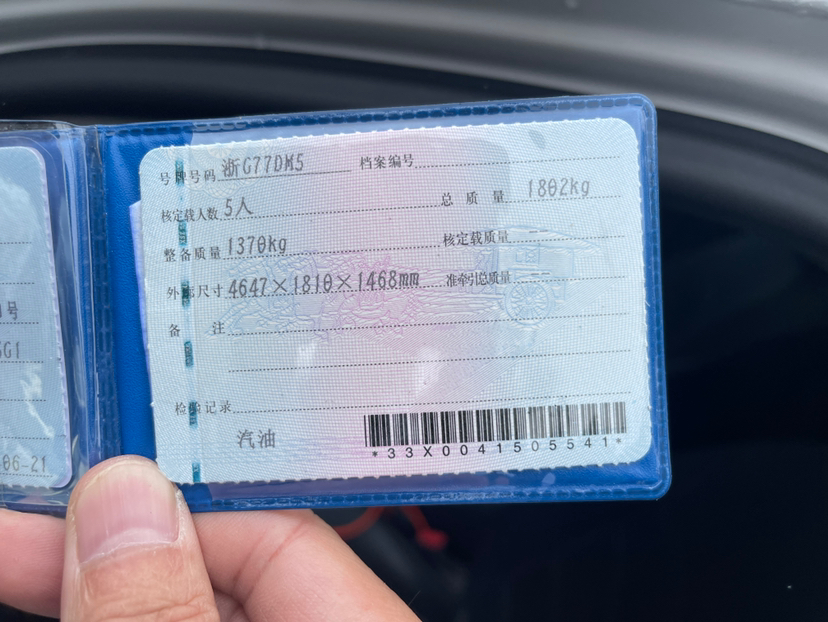 号牌号码 浙G77DM5 档案编号
核定载人数 5人 总质量 1802kg
整备质量 1370kg 核定载质量
外廓尺寸 4647×1810×1468mm 准牵引总质量
备注
检验记录
汽油
*33X0041505541*
号
G1
06-21